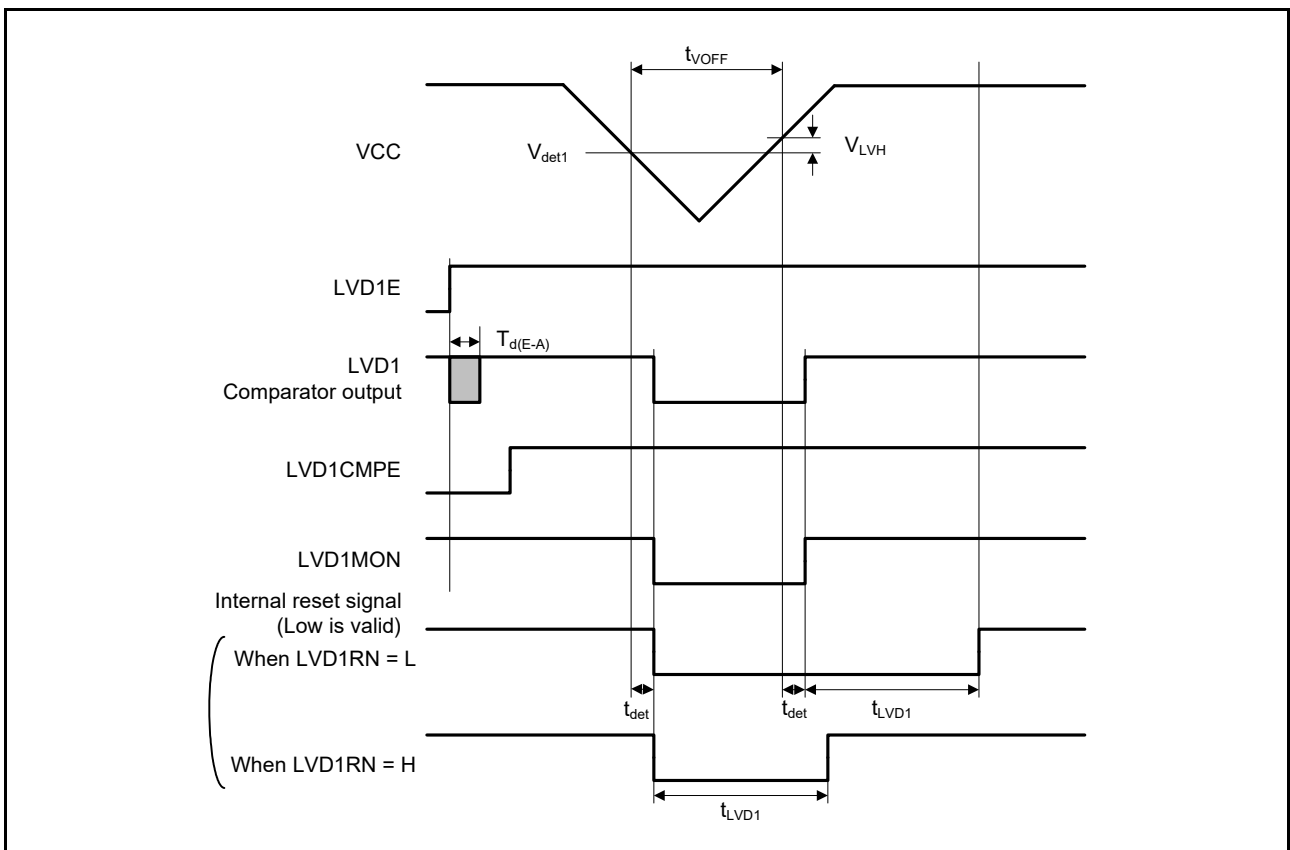 tVOFF
VCC
Vdet1
VLVH
LVD1E
Td(E-A)
LVD1
Comparator output
LVD1CMPE
LVD1MON
Internal reset signal
(Low is valid)
When LVD1RN = L
tdet
tdet
tLVD1
When LVD1RN = H
tLVD1